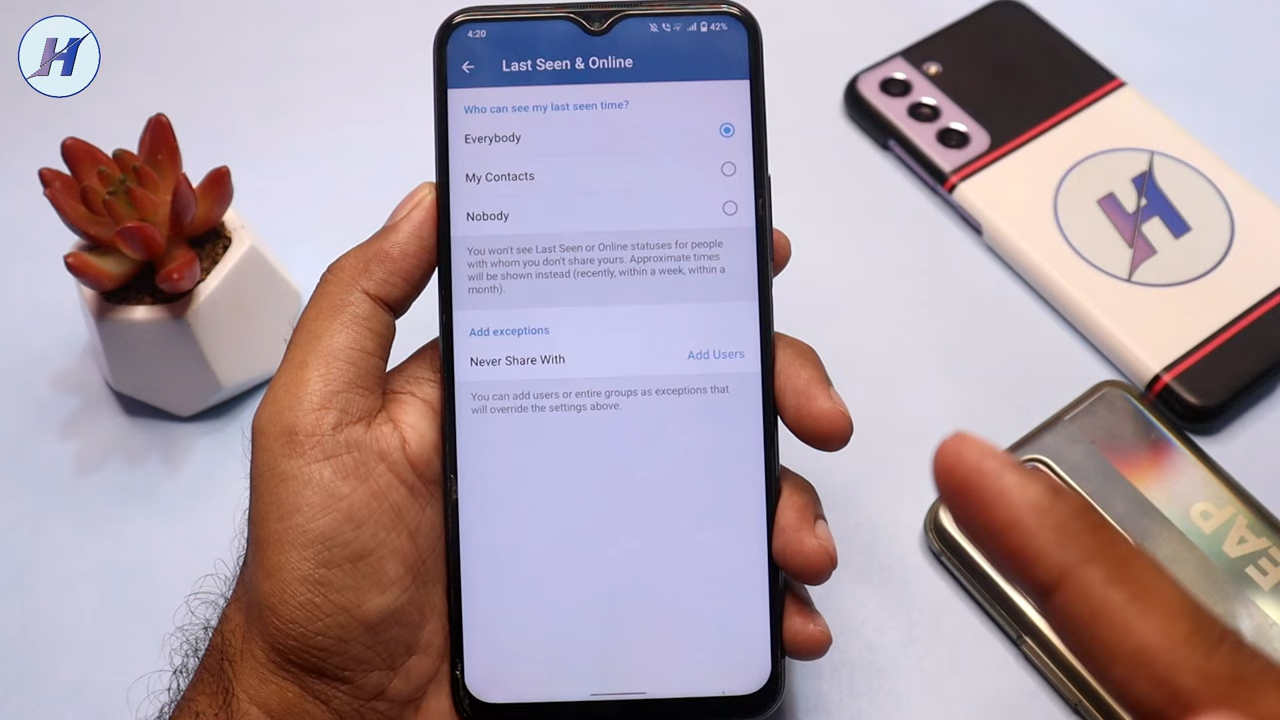 H
4:20
42%
Last Seen & Online
Who can see my last seen time?
Everybody
My Contacts
Nobody
You won't see Last Seen or Online statuses for people
with whom you don't share yours. Approximate times
will be shown instead (recently, within a week, within a
month).
Add exceptions
Never Share With
Add Users
You can add users or entire groups as exceptions that
will override the settings above.
H
EAP